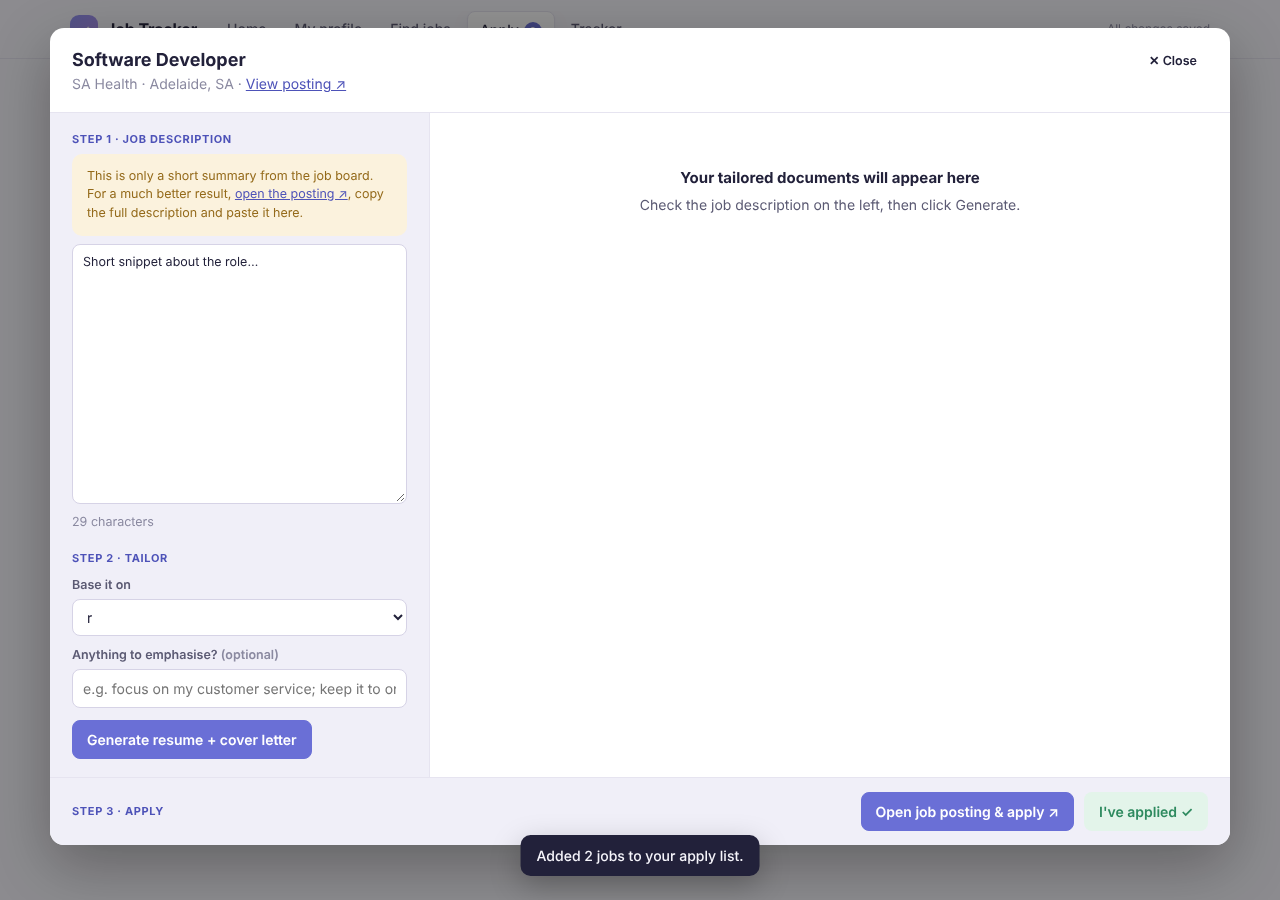 Software Developer
✕ Close
SA Health · Adelaide, SA · View posting ↗
STEP 1 · JOB DESCRIPTION
This is only a short summary from the job board.
For a much better result, open the posting ↗, copy
the full description and paste it here.
Short snippet about the role…
29 characters
STEP 2 · TAILOR
Base it on
r
Anything to emphasise? (optional)
e.g. focus on my customer service; keep it to or
Generate resume + cover letter
Your tailored documents will appear here
Check the job description on the left, then click Generate.
STEP 3 · APPLY
Open job posting & apply ↗
I've applied ✓
Added 2 jobs to your apply list.